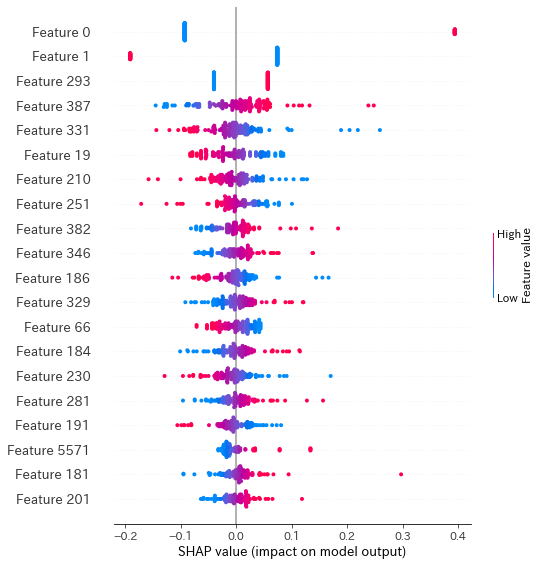 Feature 0
Feature 1
Feature 293
Feature 387
Feature 331
Feature 19
Feature 210
Feature 251
Feature 382
Feature 346
Feature 186
Feature 329
Feature 66
Feature 184
Feature 230
Feature 281
Feature 191
Feature 5571
Feature 181
Feature 201
−0.2 −0.1 0.0 0.1 0.2 0.3 0.4
SHAP value (impact on model output)
High
Low
Feature value